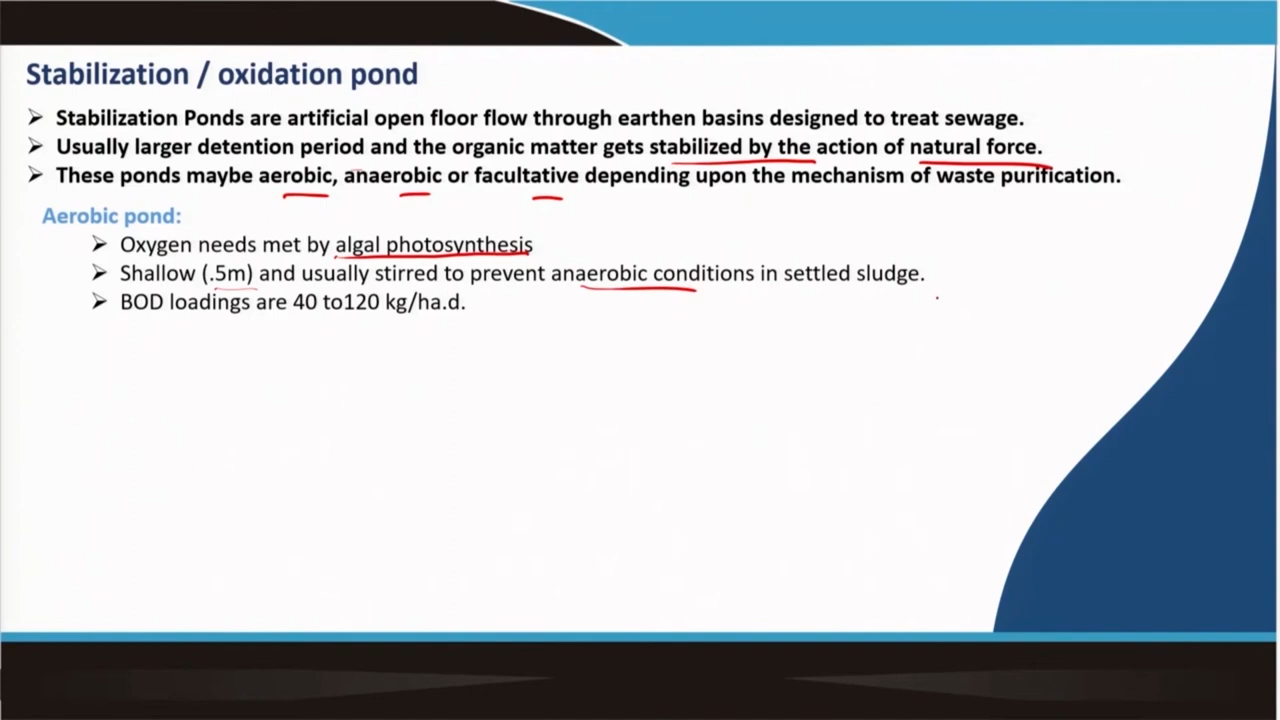 Stabilization / oxidation pond
➢ Stabilization Ponds are artificial open floor flow through earthen basins designed to treat sewage.
➢ Usually larger detention period and the organic matter gets stabilized by the action of natural force.
➢ These ponds maybe aerobic, anaerobic or facultative depending upon the mechanism of waste purification.
Aerobic pond:
➢ Oxygen needs met by algal photosynthesis
➢ Shallow (.5m) and usually stirred to prevent anaerobic conditions in settled sludge.
➢ BOD loadings are 40 to120 kg/ha.d.